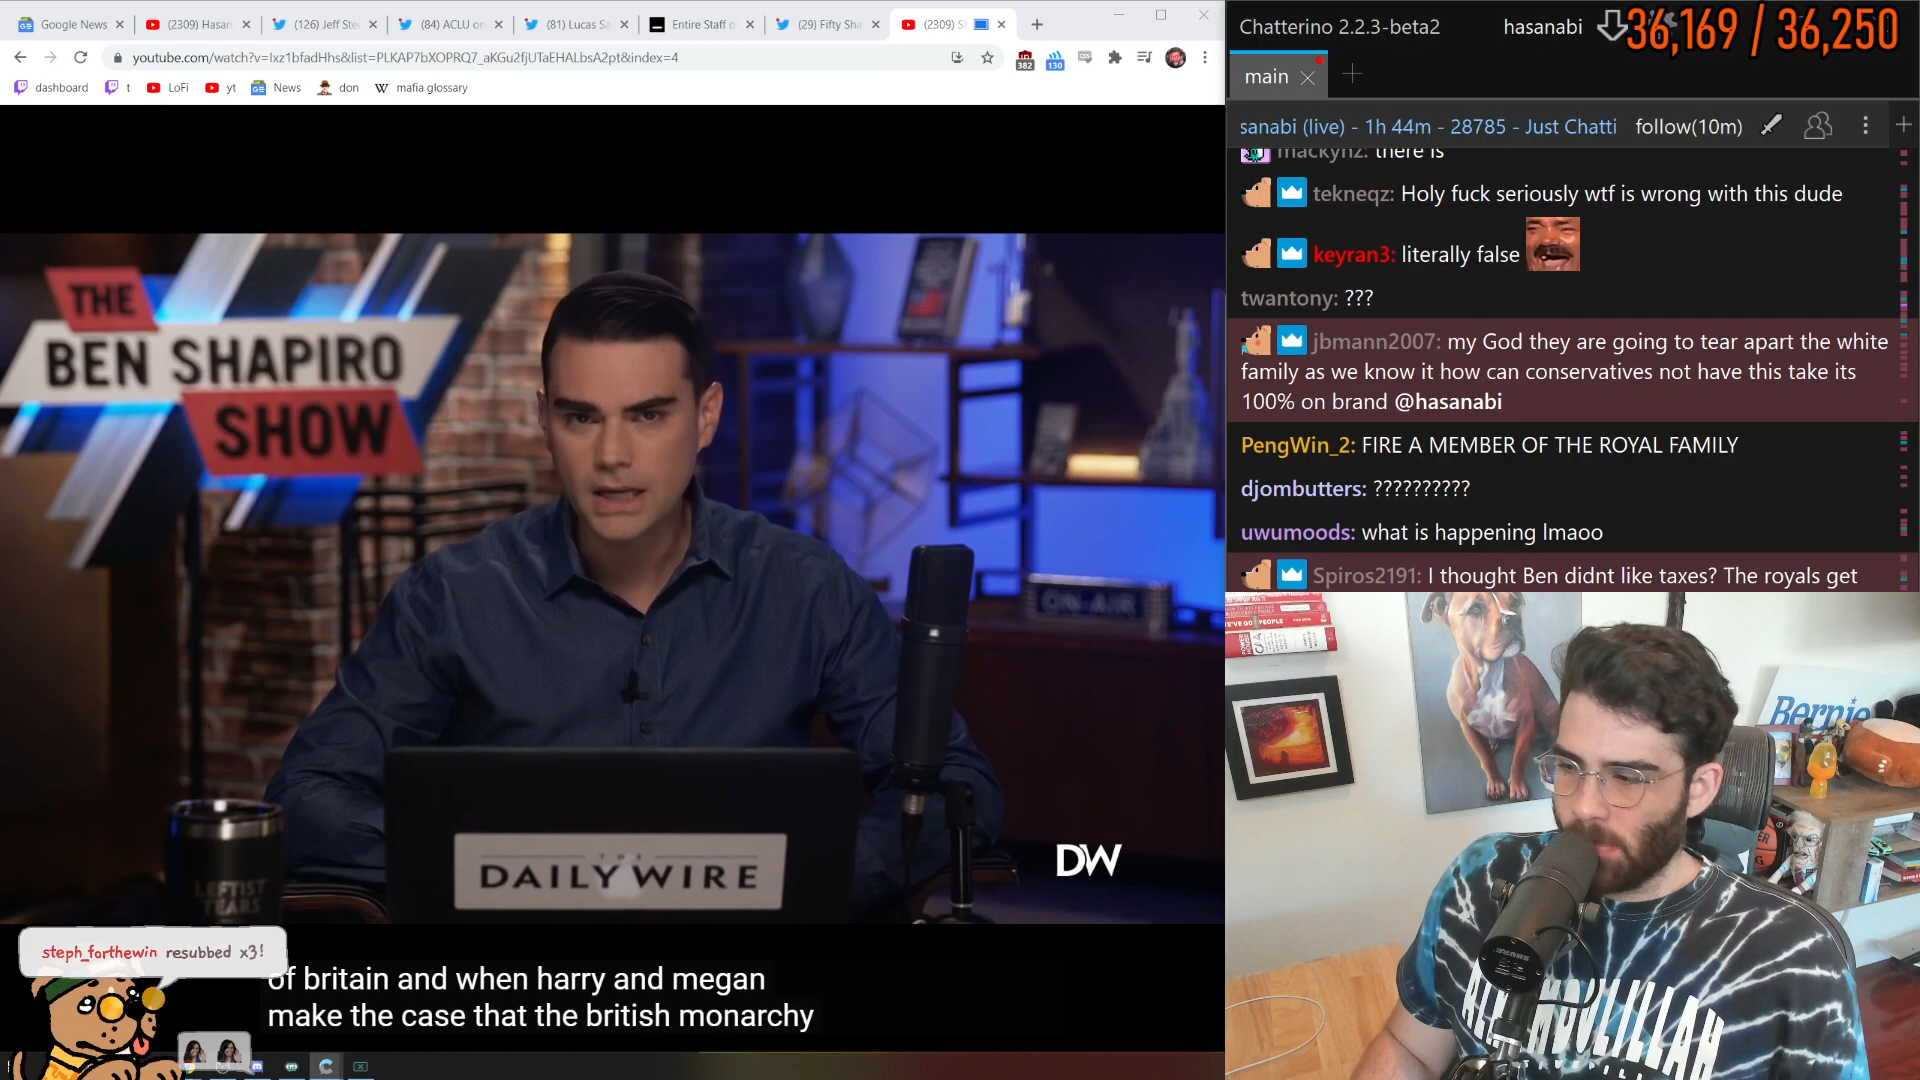 Google News
(2309) Hasan
(126) Jeff Ste
(84) ACLU on
(81) Lucas Sa
Entire Staff o
(29) Fifty Sha
(2309) S
youtube.com/watch?v=Ixz1bfadHhs&list=PLKAP7bXOPRQ7_aKGu2fjUTaEHALbsA2pt&index=4
382
130
dashboard
t
LoFi
yt
News
don
mafia glossary
THE
BEN SHAPIRO
SHOW
ON-AIR
LEFTIST
TEARS
THE
DAILY WIRE
DW
steph_forthewin resubbed x3!
of britain and when harry and megan
make the case that the british monarchy
Chatterino 2.2.3-beta2
hasanabi
36,169 / 36,250
main
sanabi (live) - 1h 44m - 28785 - Just Chatti
follow(10m)
mackynz: there is
tekneqz: Holy fuck seriously wtf is wrong with this dude
keyran3: literally false
twantony: ???
jbmann2007: my God they are going to tear apart the white
family as we know it how can conservatives not have this take its
100% on brand @hasanabi
PengWin_2: FIRE A MEMBER OF THE ROYAL FAMILY
djombutters: ??????????
uwumoods: what is happening lmaoo
Spiros2191: I thought Ben didnt like taxes? The royals get
Bernie